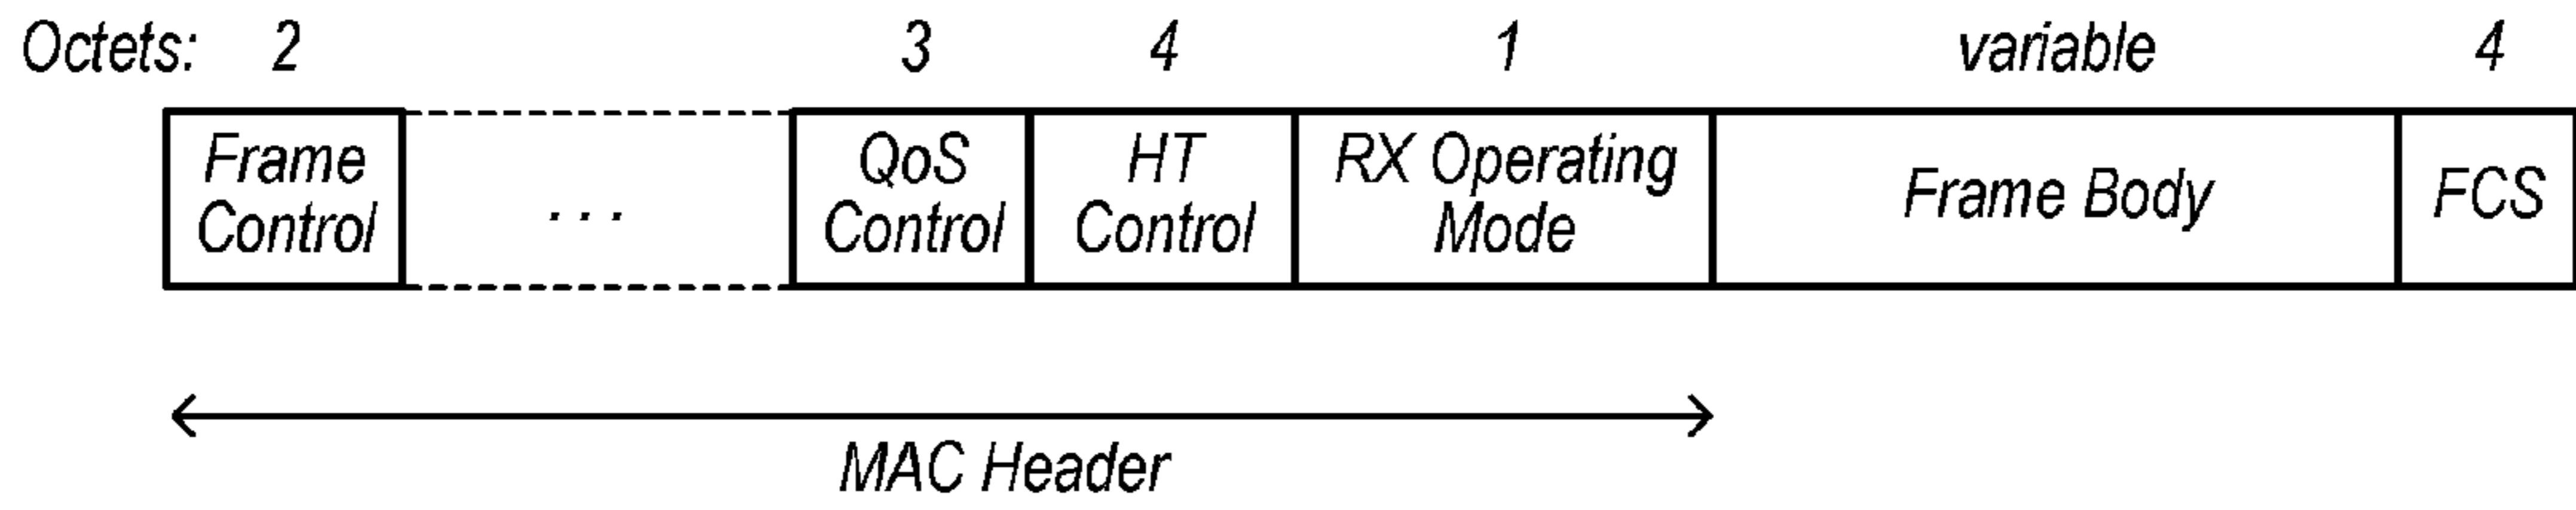 Octets: 2 3 4 1 variable 4
Frame Control
. . .
QoS Control
HT Control
RX Operating Mode
Frame Body
FCS
MAC Header